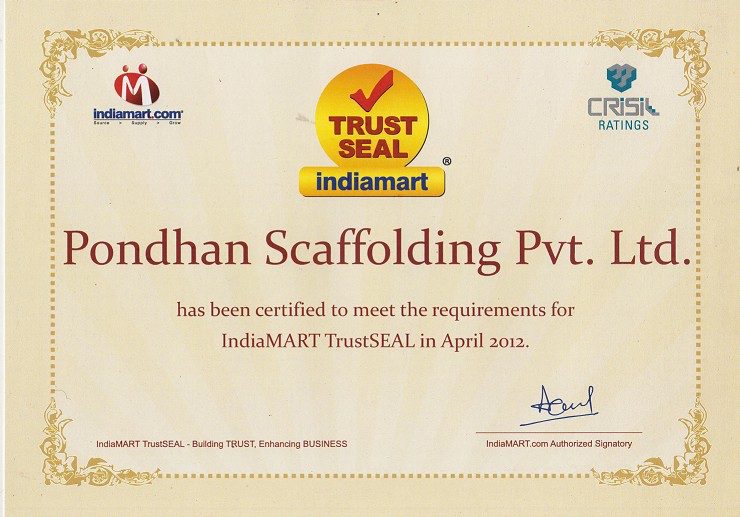 indiamart.com®
Source > Supply > Grow
TRUST
SEAL
indiamart
®
CRISIL
RATINGS
Pondhan Scaffolding Pvt. Ltd.
has been certified to meet the requirements for
IndiaMART TrustSEAL in April 2012.
IndiaMART TrustSEAL - Building TRUST, Enhancing BUSINESS
IndiaMART.com Authorized Signatory